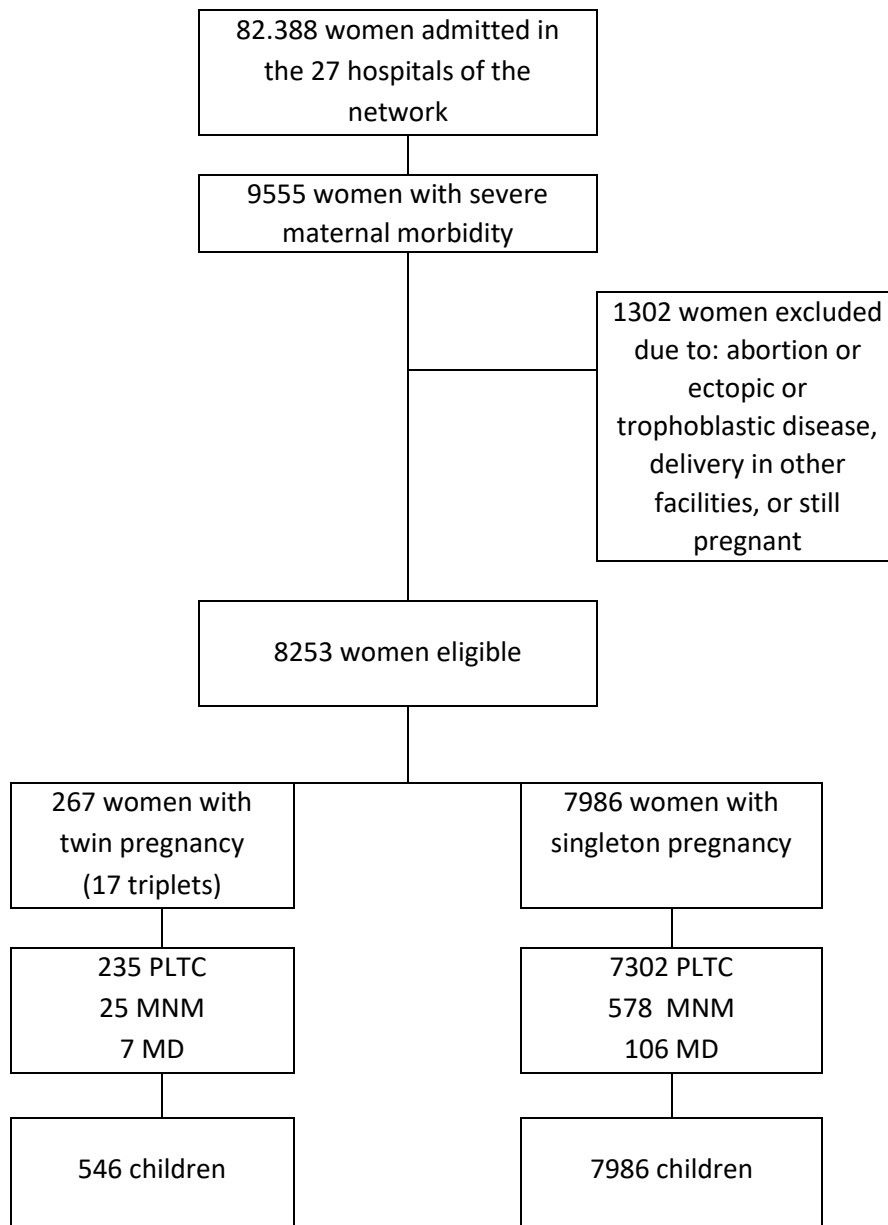 82.388 women admitted in
the 27 hospitals of the
network
9555 women with severe
maternal morbidity
1302 women excluded
due to: abortion or
ectopic or
trophoblastic disease,
delivery in other
facilities, or still
pregnant
8253 women eligible
267 women with
twin pregnancy
(17 triplets)
7986 women with
singleton pregnancy
235 PLTC
25 MNM
7 MD
7302 PLTC
578 MNM
106 MD
546 children
7986 children